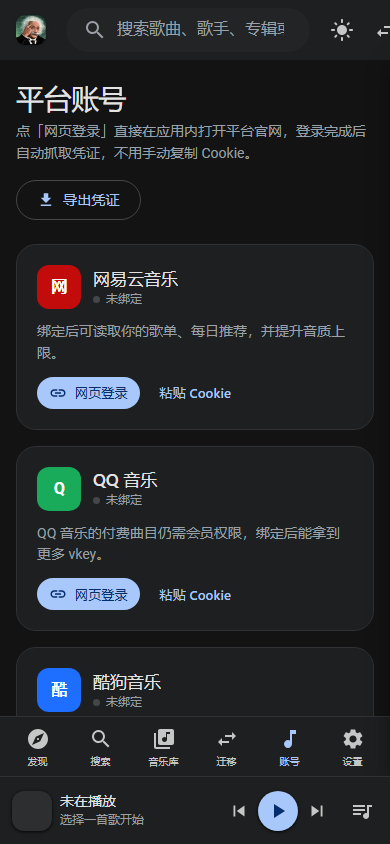 搜索歌曲、歌手、专辑或
平台账号
点「网页登录」直接在应用内打开平台官网，登录完成后
自动抓取凭证，不用手动复制 Cookie。
导出凭证
网
网易云音乐
未绑定
绑定后可读取你的歌单、每日推荐，并提升音质上
限。
网页登录
粘贴 Cookie
Q
QQ 音乐
未绑定
QQ 音乐的付费曲目仍需会员权限，绑定后能拿到
更多 vkey。
网页登录
粘贴 Cookie
酷
酷狗音乐
未绑定
发现
搜索
音乐库
迁移
账号
设置
未在播放
选择一首歌开始